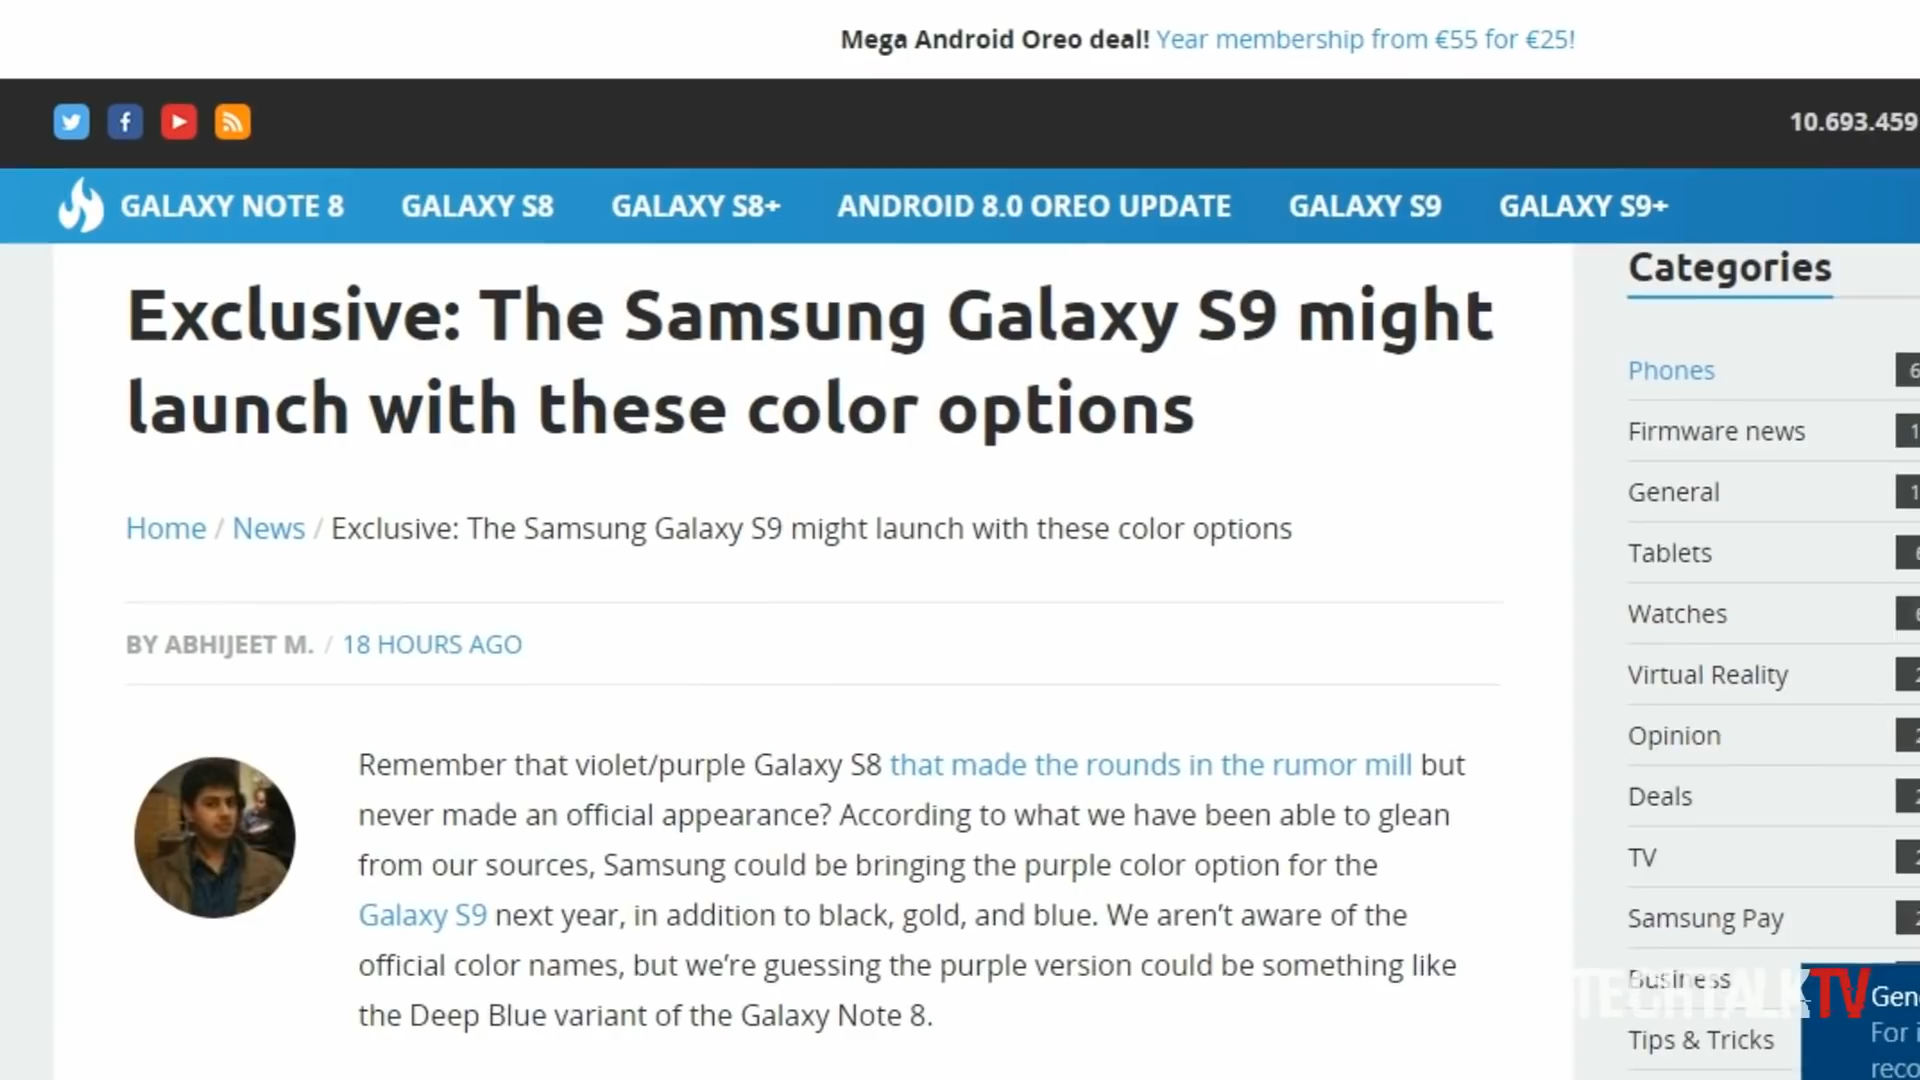 Mega Android Oreo deal! Year membership from €55 for €25!
10.693.459
GALAXY NOTE 8 GALAXY S8 GALAXY S8+ ANDROID 8.0 OREO UPDATE GALAXY S9 GALAXY S9+
Exclusive: The Samsung Galaxy S9 might
launch with these color options
Home / News / Exclusive: The Samsung Galaxy S9 might launch with these color options
BY ABHIJEET M. / 18 HOURS AGO
Remember that violet/purple Galaxy S8 that made the rounds in the rumor mill but
never made an official appearance? According to what we have been able to glean
from our sources, Samsung could be bringing the purple color option for the
Galaxy S9 next year, in addition to black, gold, and blue. We aren't aware of the
official color names, but we're guessing the purple version could be something like
the Deep Blue variant of the Galaxy Note 8.
Categories
Phones
Firmware news
General
Tablets
Watches
Virtual Reality
Opinion
Deals
TV
Samsung Pay
Business
Tips & Tricks
TECHTALKTV
For